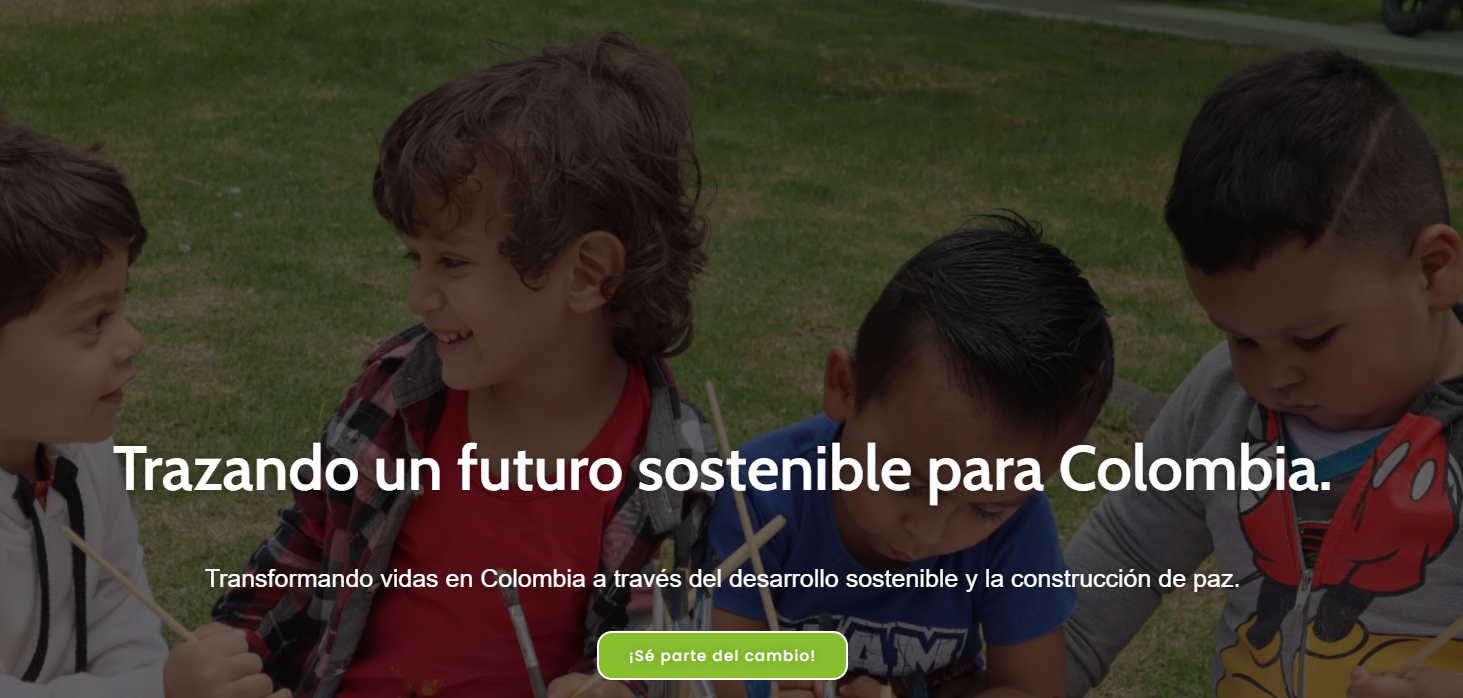 Trazando un futuro sostenible para Colombia.
Transformando vidas en Colombia a través del desarrollo sostenible y la construcción de paz.
¡Sé parte del cambio!